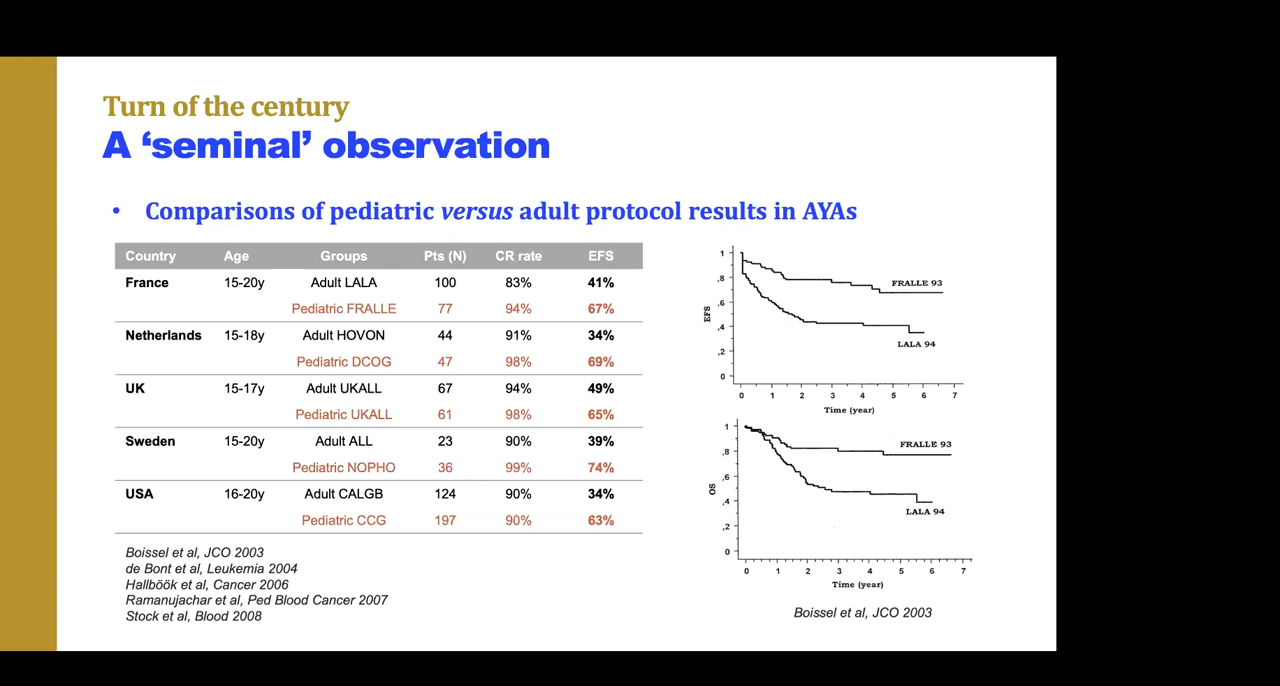 Turn of the century
A ‘seminal’ observation
• Comparisons of pediatric versus adult protocol results in AYAs
Country Age Groups Pts (N) CR rate EFS
France 15-20y Adult LALA 100 83% 41%
Pediatric FRALLE 77 94% 67%
Netherlands 15-18y Adult HOVON 44 91% 34%
Pediatric DCOG 47 98% 69%
UK 15-17y Adult UKALL 67 94% 49%
Pediatric UKALL 61 98% 65%
Sweden 15-20y Adult ALL 23 90% 39%
Pediatric NOPHO 36 99% 74%
USA 16-20y Adult CALGB 124 90% 34%
Pediatric CCG 197 90% 63%
Boissel et al, JCO 2003
de Bont et al, Leukemia 2004
Hallböök et al, Cancer 2006
Ramanujachar et al, Ped Blood Cancer 2007
Stock et al, Blood 2008
1
,8
,6
,4
,2
0
EFS
FRALLE 93
LALA 94
0 1 2 3 4 5 6 7
Time (year)
1
,8
,6
,4
,2
0
OS
FRALLE 93
LALA 94
0 1 2 3 4 5 6 7
Time (year)
Boissel et al, JCO 2003